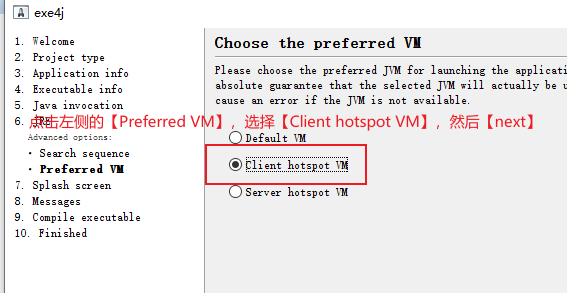 exe4j
1. Welcome
2. Project type
3. Application info
4. Executable info
5. Java invocation
6.
Advanced options:
• Search sequence
• Preferred VM
7. Splash screen
8. Messages
9. Compile executable
10. Finished
Choose the preferred VM
Please choose the preferred JVM for launching the applicati
absolute guarantee that the selected JVM will actually be u
cause an error if the JVM is not available.
点击左侧的【Preferred VM】，选择【Client hotspot VM】，然后【next】
Default VM
Client hotspot VM
Server hotspot VM